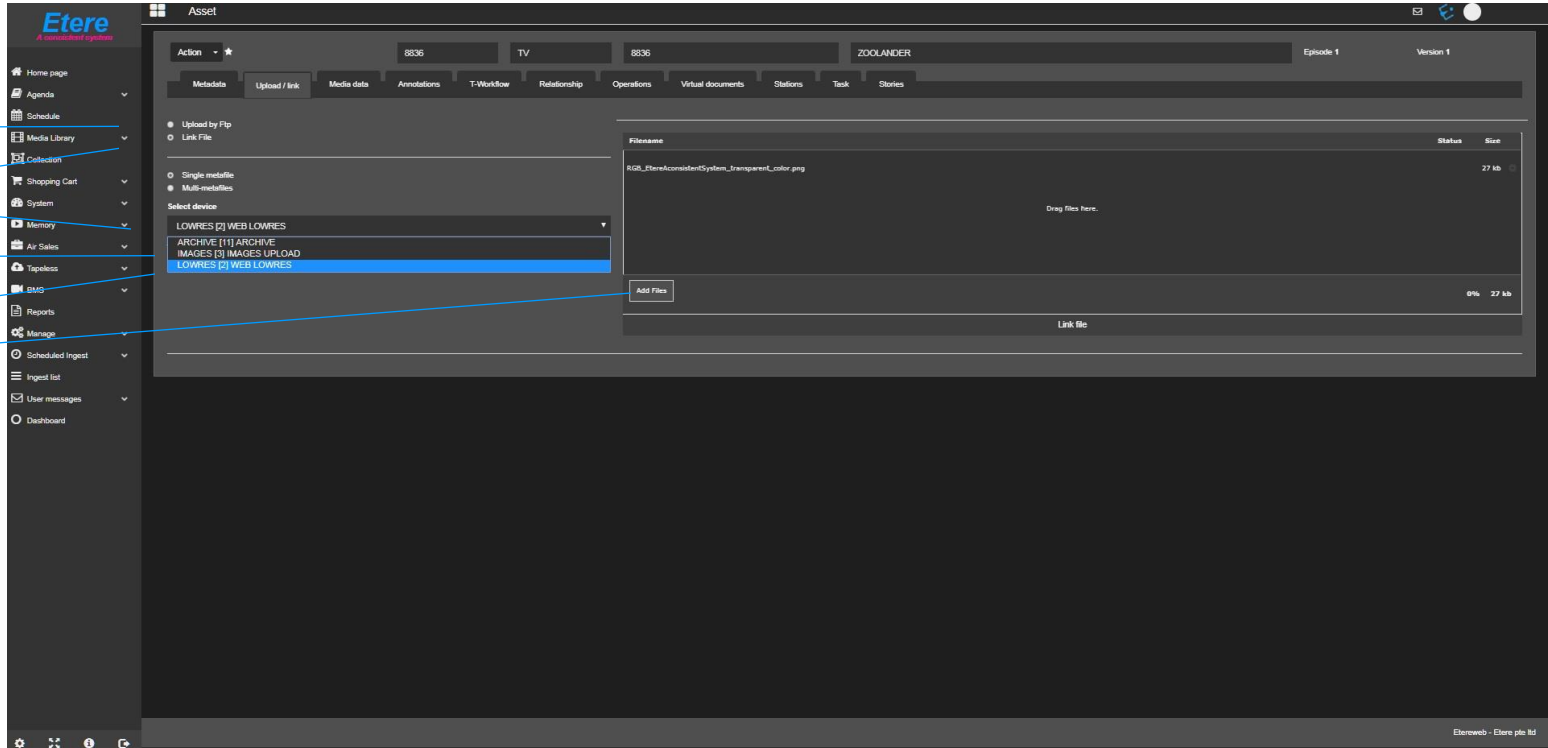 Etere
A consistent system
Asset
Home page
Agenda
Schedule
Media Library
Collection
Shopping Cart
System
Memory
Air Sales
Tapeless
BMS
Reports
Manage
Scheduled Ingest
Ingest list
User messages
Dashboard
Action 8836 TV 8836 ZOOLANDER Episode 1 Version 1
Metadata Upload / link Media data Annotations T-Workflow Relationship Operations Virtual documents Stations Task Stories
Upload by Ftp
Link File
Single metafile
Multi-metafiles
Select device
LOWRES [2] WEB LOWRES
ARCHIVE [11] ARCHIVE
IMAGES [3] IMAGES UPLOAD
LOWRES [2] WEB LOWRES
Filename Status Size
RGB_EtereAconsistentSystem_transparent_color.png 27 kb
Drag files here.
Add Files 0% 27 kb
Link file
Etereweb - Etere pte ltd